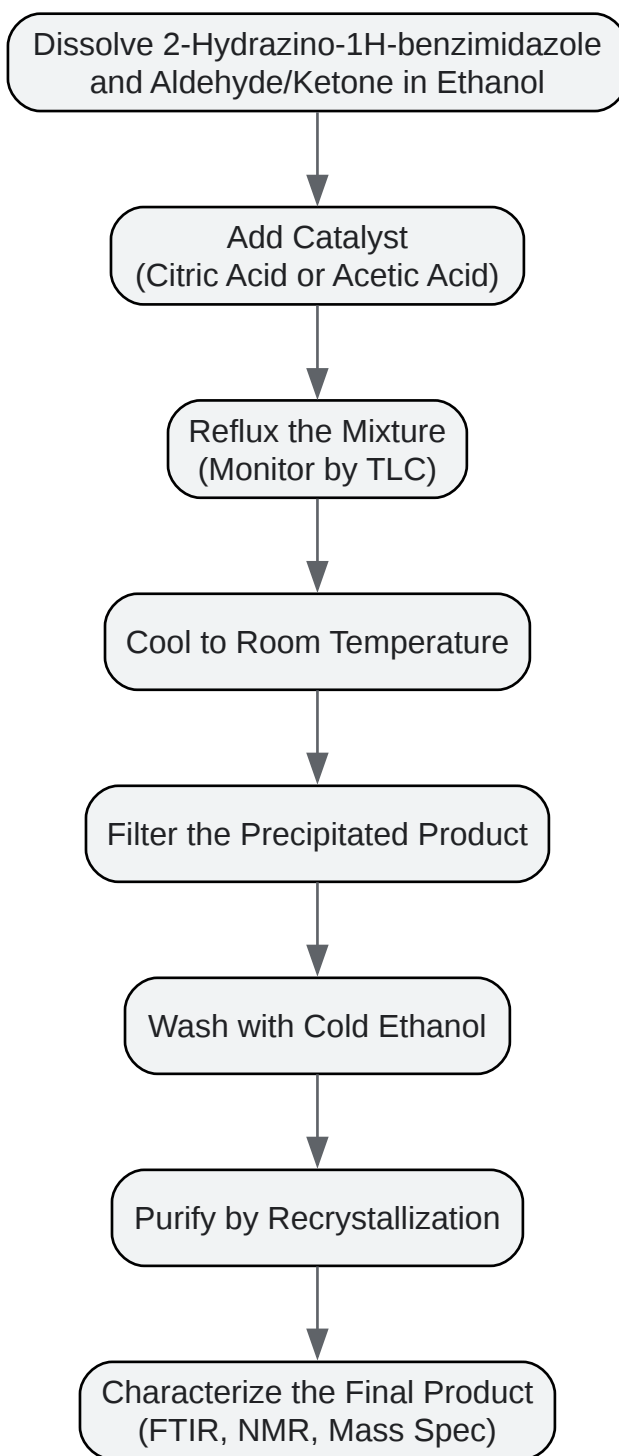 Dissolve 2-Hydrazino-1H-benzimidazole
and Aldehyde/Ketone in Ethanol
Add Catalyst
(Citric Acid or Acetic Acid)
Reflux the Mixture
(Monitor by TLC)
Cool to Room Temperature
Filter the Precipitated Product
Wash with Cold Ethanol
Purify by Recrystallization
Characterize the Final Product
(FTIR, NMR, Mass Spec)